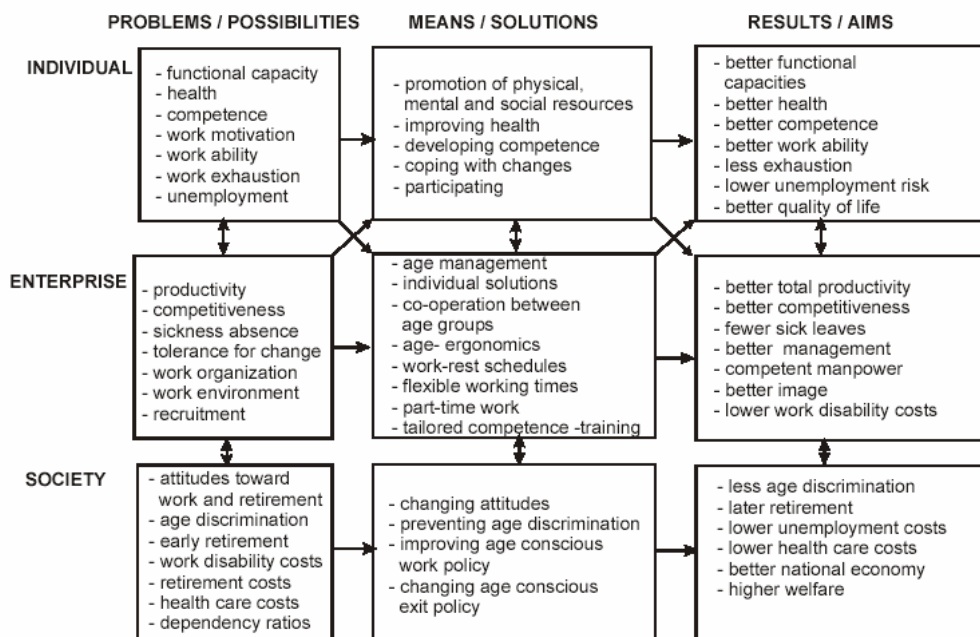 PROBLEMS / POSSIBILITIES
MEANS / SOLUTIONS
RESULTS / AIMS
INDIVIDUAL
- functional capacity
- health
- competence
- work motivation
- work ability
- work exhaustion
- unemployment
- promotion of physical,
mental and social resources
- improving health
- developing competence
- coping with changes
- participating
- better functional
capacities
- better health
- better competence
- better work ability
- less exhaustion
- lower unemployment risk
- better quality of life
ENTERPRISE
- productivity
- competitiveness
- sickness absence
- tolerance for change
- work organization
- work environment
- recruitment
- age management
- individual solutions
- co-operation between
age groups
- age- ergonomics
- work-rest schedules
- flexible working times
- part-time work
- tailored competence -training
- better total productivity
- better competitiveness
- fewer sick leaves
- better management
- competent manpower
- better image
- lower work disability costs
SOCIETY
- attitudes toward
work and retirement
- age discrimination
- early retirement
- work disability costs
- retirement costs
- health care costs
- dependency ratios
- changing attitudes
- preventing age discrimination
- improving age conscious
work policy
- changing age conscious
exit policy
- less age discrimination
- later retirement
- lower unemployment costs
- lower health care costs
- better national economy
- higher welfare